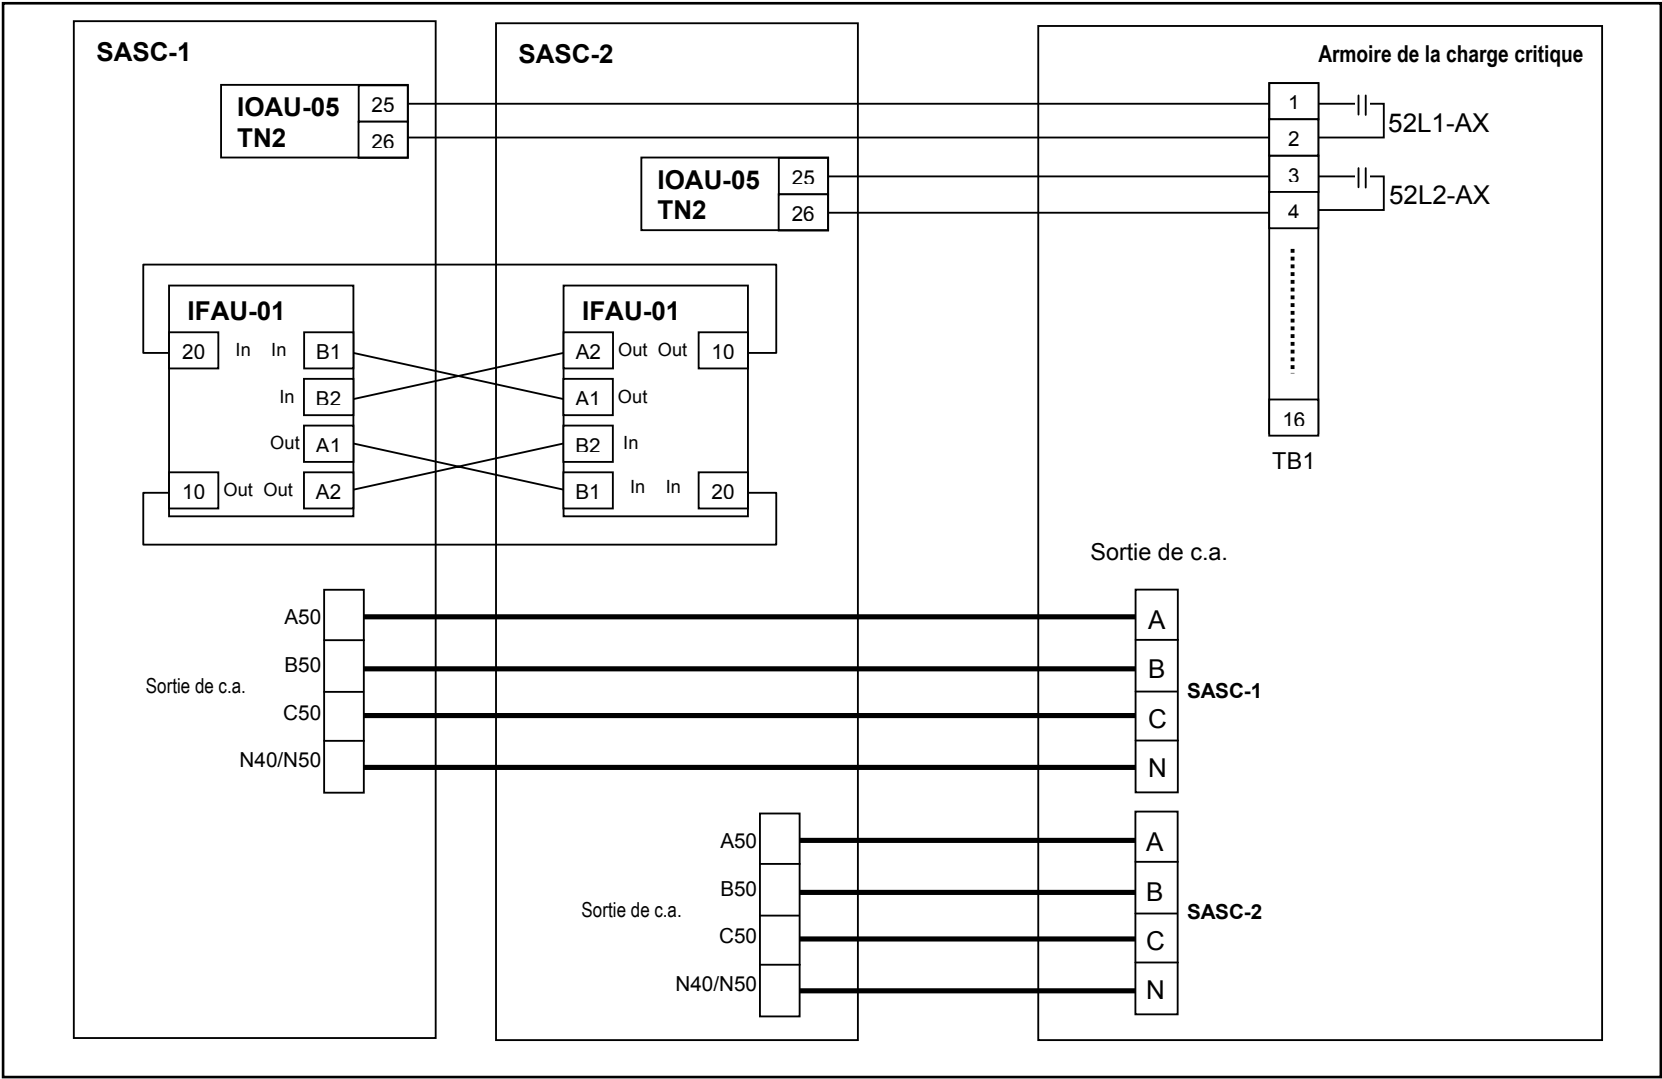 SASC-1
SASC-2
Armoire de la charge critique
IOAU-05
TN2
25
26
1
2
3
4
16
TB1
52L1-AX
52L2-AX
IOAU-05
TN2
25
26
IFAU-01
20 In In B1
In B2
Out A1
10 Out Out A2
IFAU-01
A2 Out Out 10
A1 Out
B2 In
B1 In In 20
Sortie de c.a.
A50
B50
C50
N40/N50
Sortie de c.a.
A
B
C
N
SASC-1
A50
B50
C50
N40/N50
Sortie de c.a.
A
B
C
N
SASC-2